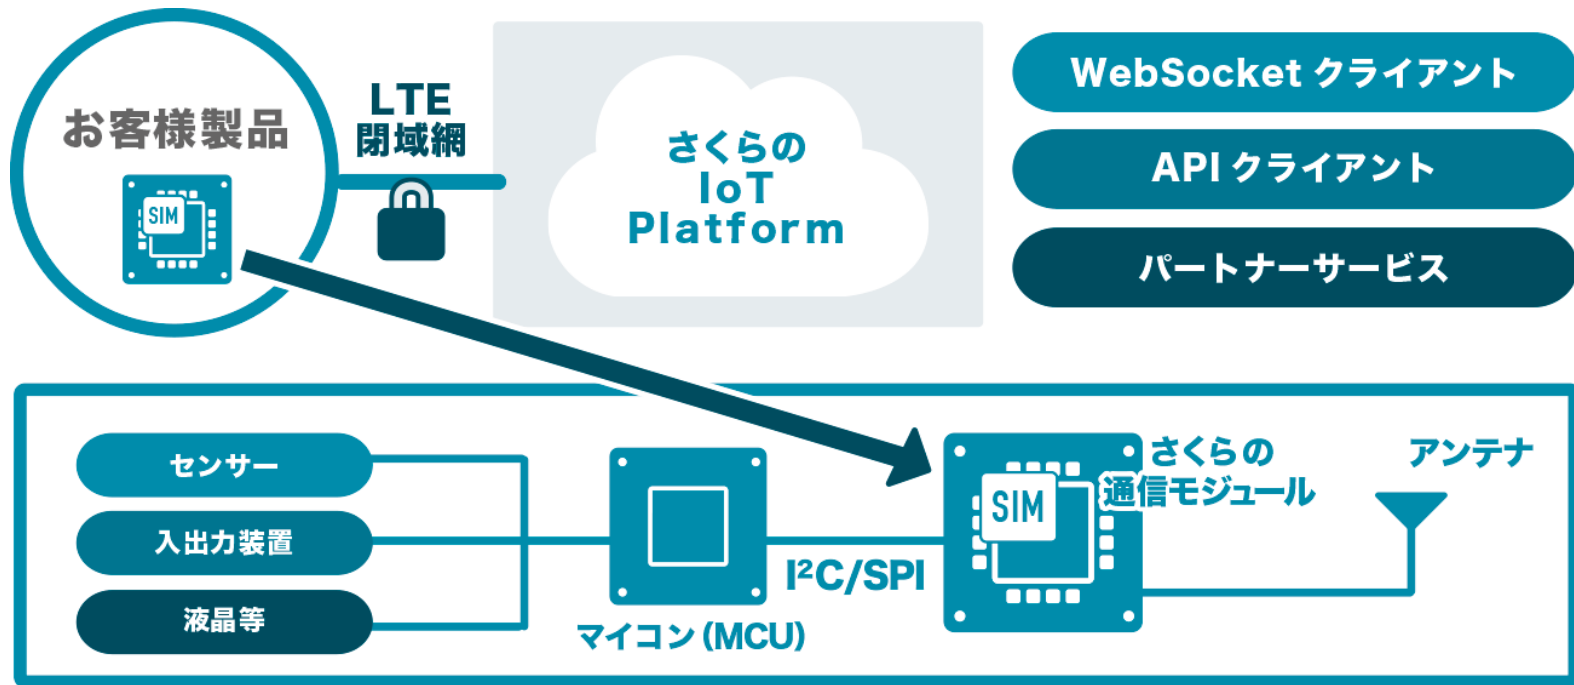 お客様製品
SIM
LTE
閉域網
さくらの
IoT
Platform
WebSocket クライアント
API クライアント
パートナーサービス
センサー
入出力装置
液晶等
マイコン(MCU)
I²C/SPI
SIM
さくらの
通信モジュール
アンテナ